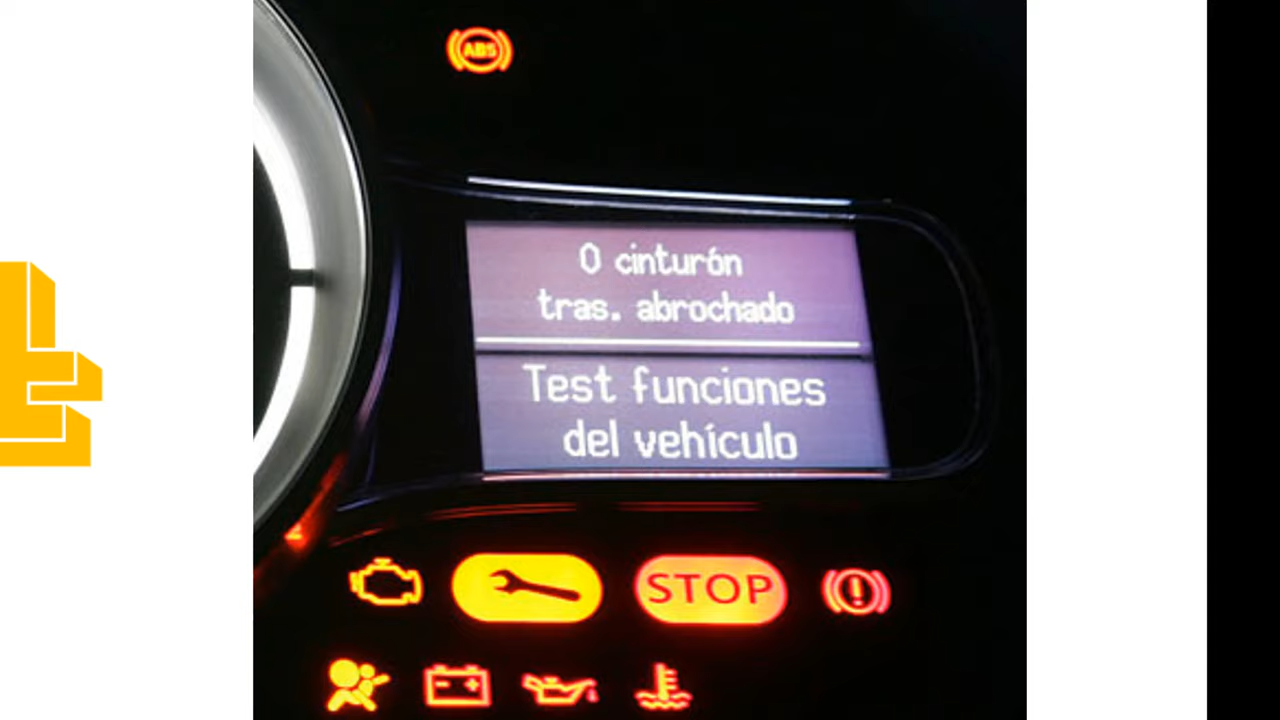 ABS
0 cinturón
tras. abrochado
Test funciones
del vehículo
STOP